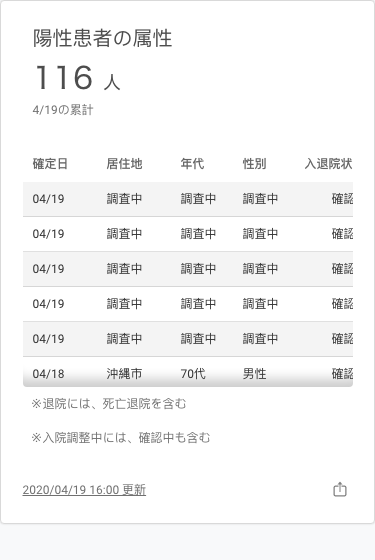 陽性患者の属性
116 人
4/19の累計
確定日 居住地 年代 性別 入退院状
04/19 調査中 調査中 調査中 確認
04/19 調査中 調査中 調査中 確認
04/19 調査中 調査中 調査中 確認
04/19 調査中 調査中 調査中 確認
04/19 調査中 調査中 調査中 確認
04/18 沖縄市 70代 男性 確認
※退院には、死亡退院を含む
※入院調整中には、確認中も含む
2020/04/19 16:00 更新